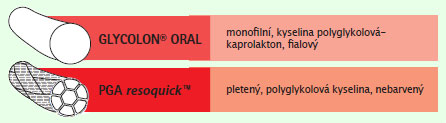 GLYCOLON® ORAL
monofilní, kyselina polyglykolová-
kaprolakton, fialový
PGA resoquick™
pletený, polyglykolová kyselina, nebarvený